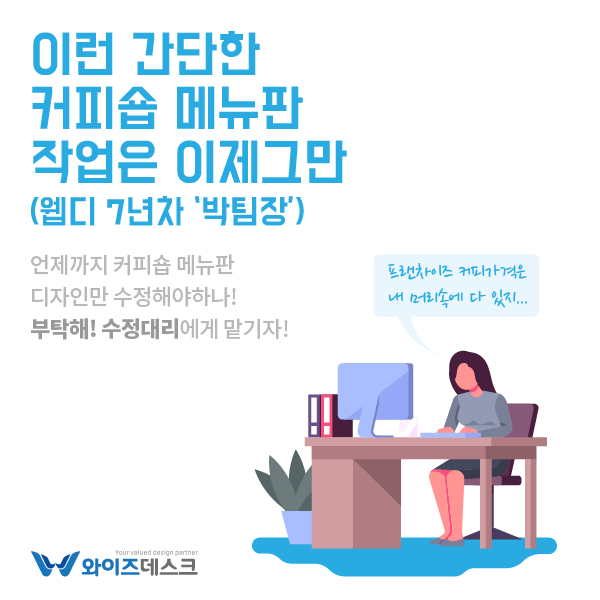 이런 간단한
커피숍 메뉴판
작업은 이제그만
(웹디 7년차 '박팀장')
언제까지 커피숍 메뉴판
디자인만 수정해야하나!
부탁해! 수정대리에게 맡기자!
프랜차이즈 커피가격은
내 머리속에 다 있지...
Your valued design partner
와이즈데스크